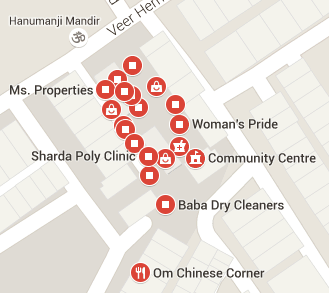 Hanumanji Mandir
Veer Hem
Ms. Properties
Woman's Pride
Sharda Poly Clinic
Community Centre
Baba Dry Cleaners
Om Chinese Corner